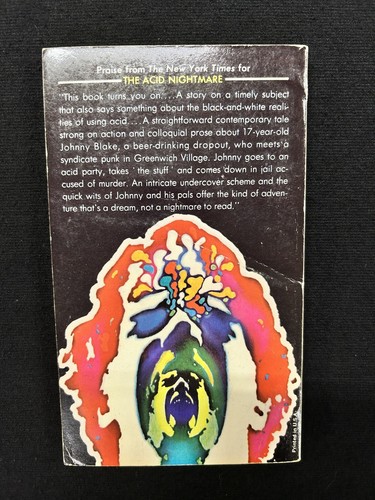 Praise From The New York Times for
THE ACID NIGHTMARE
"This book turns you on.... A story on a timely subject
that also says something about the black-and-white reali-
ties of using acid.... A straightforward contemporary tale
strong on action and colloquial prose about 17-year-old
Johnny Blake, a beer-drinking dropout, who meets a
syndicate punk in Greenwich Village. Johnny goes to an
acid party, takes 'the stuff' and comes down in jail ac-
cused of murder. An intricate undercover scheme and the
quick wits of Johnny and his pals offer the kind of adven-
ture that's a dream, not a nightmare to read."
Printed in U.S.A.